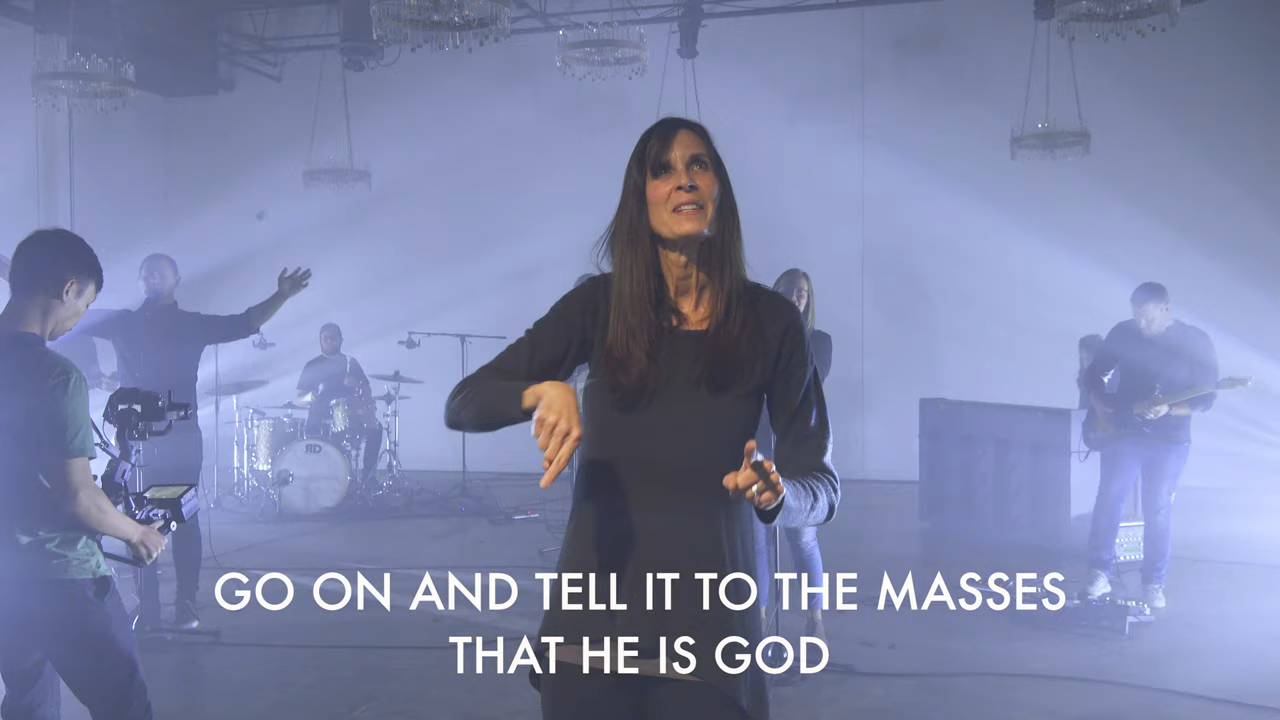 GO ON AND TELL IT TO THE MASSES
THAT HE IS GOD